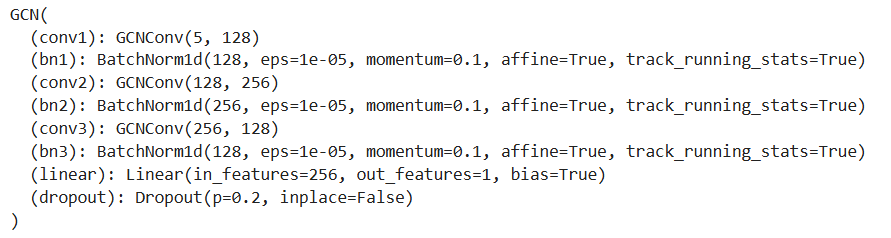 GCN(
  (conv1): GCNConv(5, 128)
  (bn1): BatchNorm1d(128, eps=1e-05, momentum=0.1, affine=True, track_running_stats=True)
  (conv2): GCNConv(128, 256)
  (bn2): BatchNorm1d(256, eps=1e-05, momentum=0.1, affine=True, track_running_stats=True)
  (conv3): GCNConv(256, 128)
  (bn3): BatchNorm1d(128, eps=1e-05, momentum=0.1, affine=True, track_running_stats=True)
  (linear): Linear(in_features=256, out_features=1, bias=True)
  (dropout): Dropout(p=0.2, inplace=False)
)